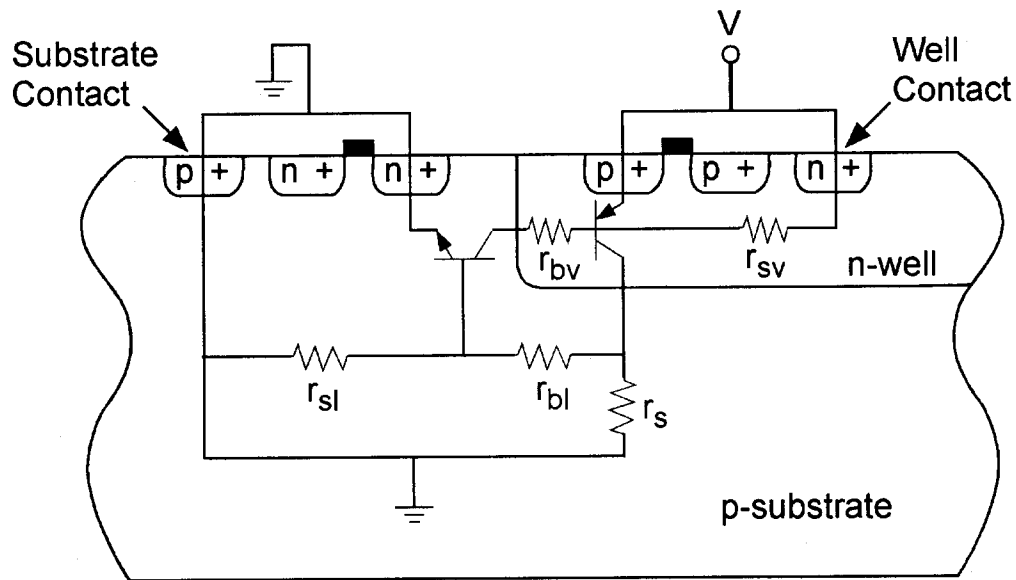 V
Substrate
Contact
Well
Contact
p + n + n + p + p + n +
r_bv r_sv
n-well
r_sl r_bl r_s
p-substrate